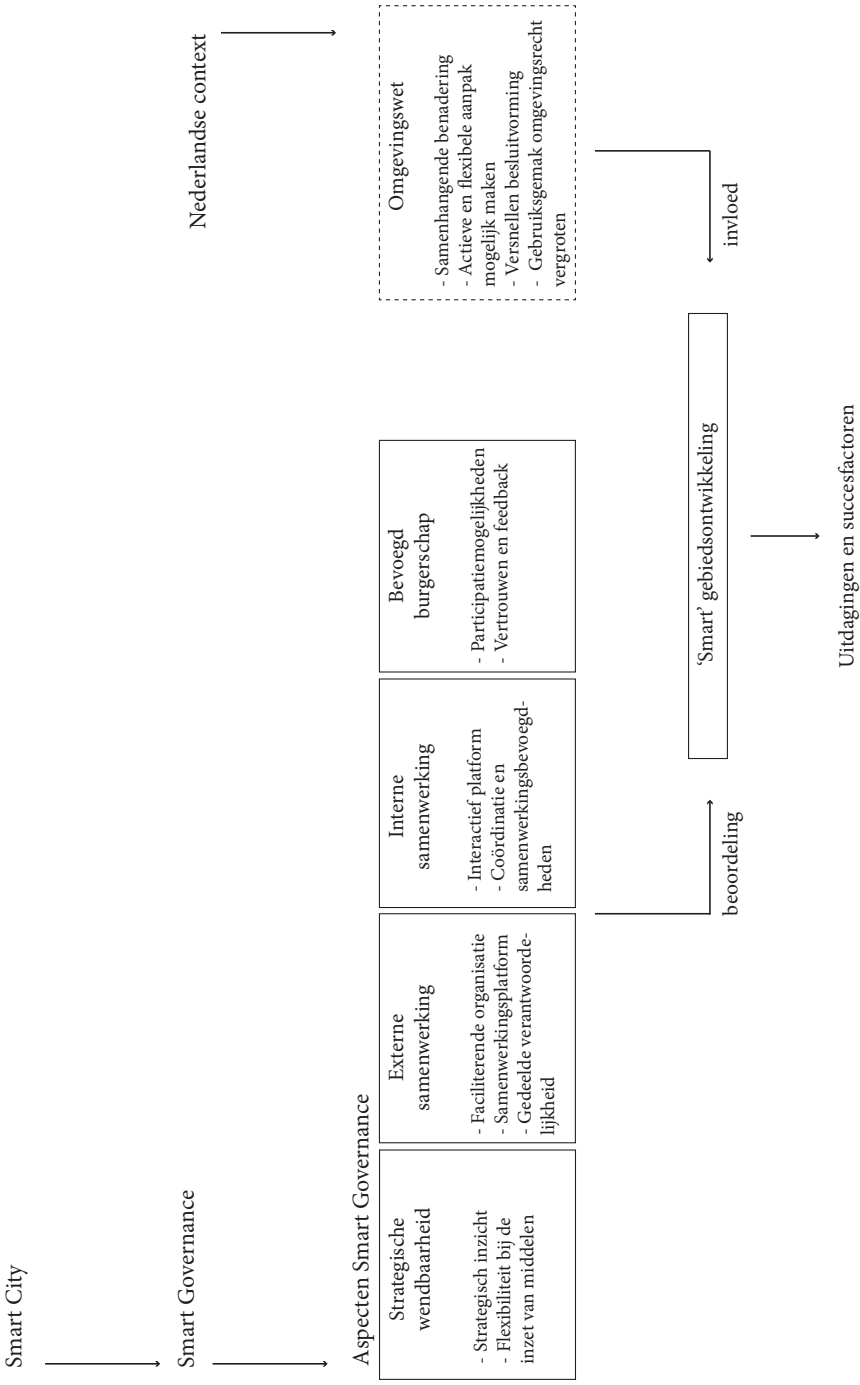 Smart City
Smart Governance
Nederlandse context
Aspecten Smart Governance
Strategische
wendbaarheid
- Strategisch inzicht
- Flexibiliteit bij de
inzet van middelen
Externe
samenwerking
- Faciliterende organisatie
- Samenwerkingsplatform
- Gedeelde verantwoorde-
lijkheid
Interne
samenwerking
- Interactief platform
- Coördinatie en
samenwerkingsbevoegd-
heden
Bevoegd
burgerschap
- Participatiemogelijkheden
- Vertrouwen en feedback
Omgevingswet
- Samenhangende benadering
- Actieve en flexibele aanpak
mogelijk maken
- Versnellen besluitvorming
- Gebruiksgemak omgevingsrecht
vergroten
beoordeling
'Smart' gebiedsontwikkeling
invloed
Uitdagingen en succesfactoren